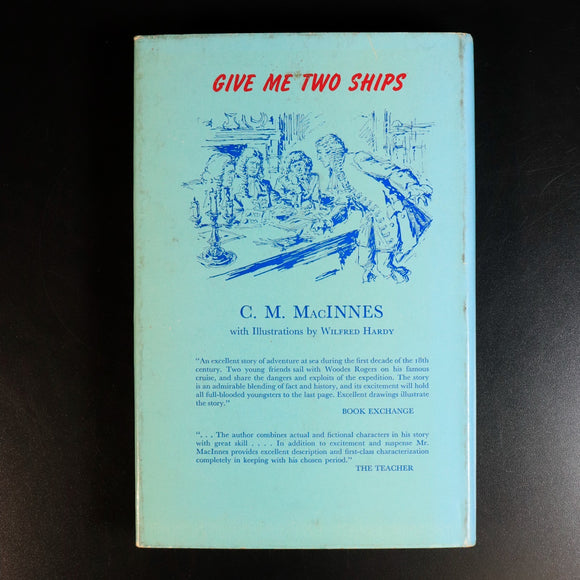 GIVE ME TWO SHIPS
C. M. MacINNES
with Illustrations by Wilfred Hardy
"An excellent story of adventure at sea during the first decade of the 18th
century. Two young friends sail with Woodes Rogers on his famous
cruise, and share the dangers and exploits of the expedition. The story
is an admirable blending of fact and history, and its excitement will hold
all full-blooded youngsters to the last page. Excellent drawings illustrate
the story."
BOOK EXCHANGE
". . . The author combines actual and fictional characters in his story
with great skill . . . . In addition to excitement and suspense Mr.
MacInnes provides excellent description and first-class characterization
completely in keeping with his chosen period."
THE TEACHER